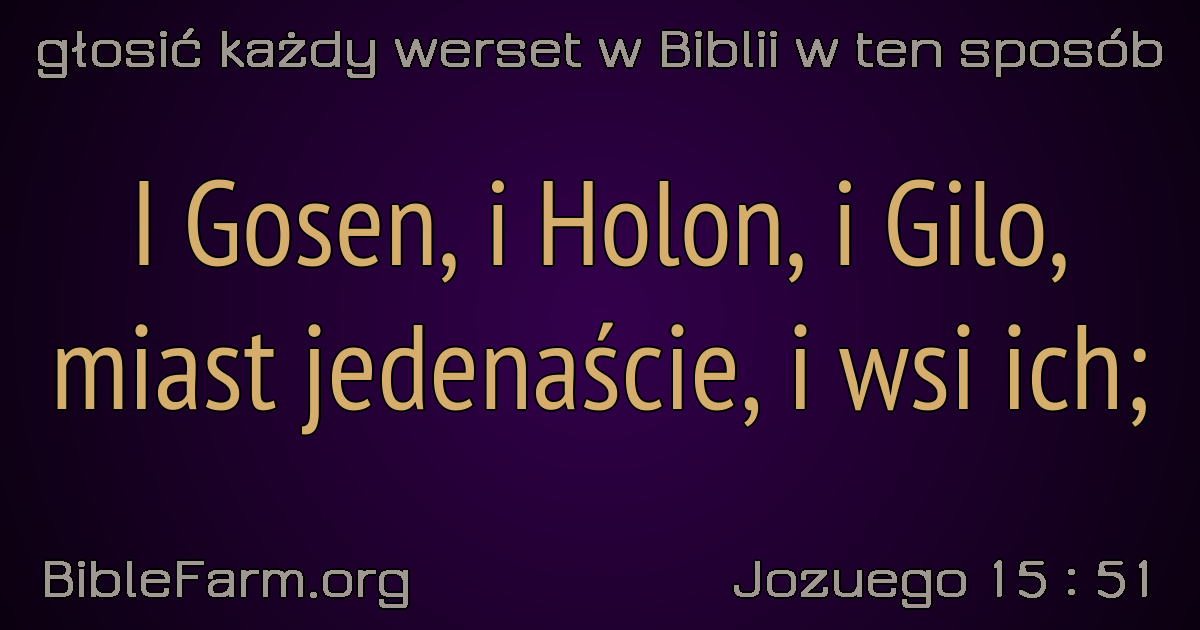 głosić każdy werset w Biblii w ten sposób
I Gosen, i Holon, i Gilo,
miast jedenaście, i wsi ich;
BibleFarm.org
Jozuego 15 : 51